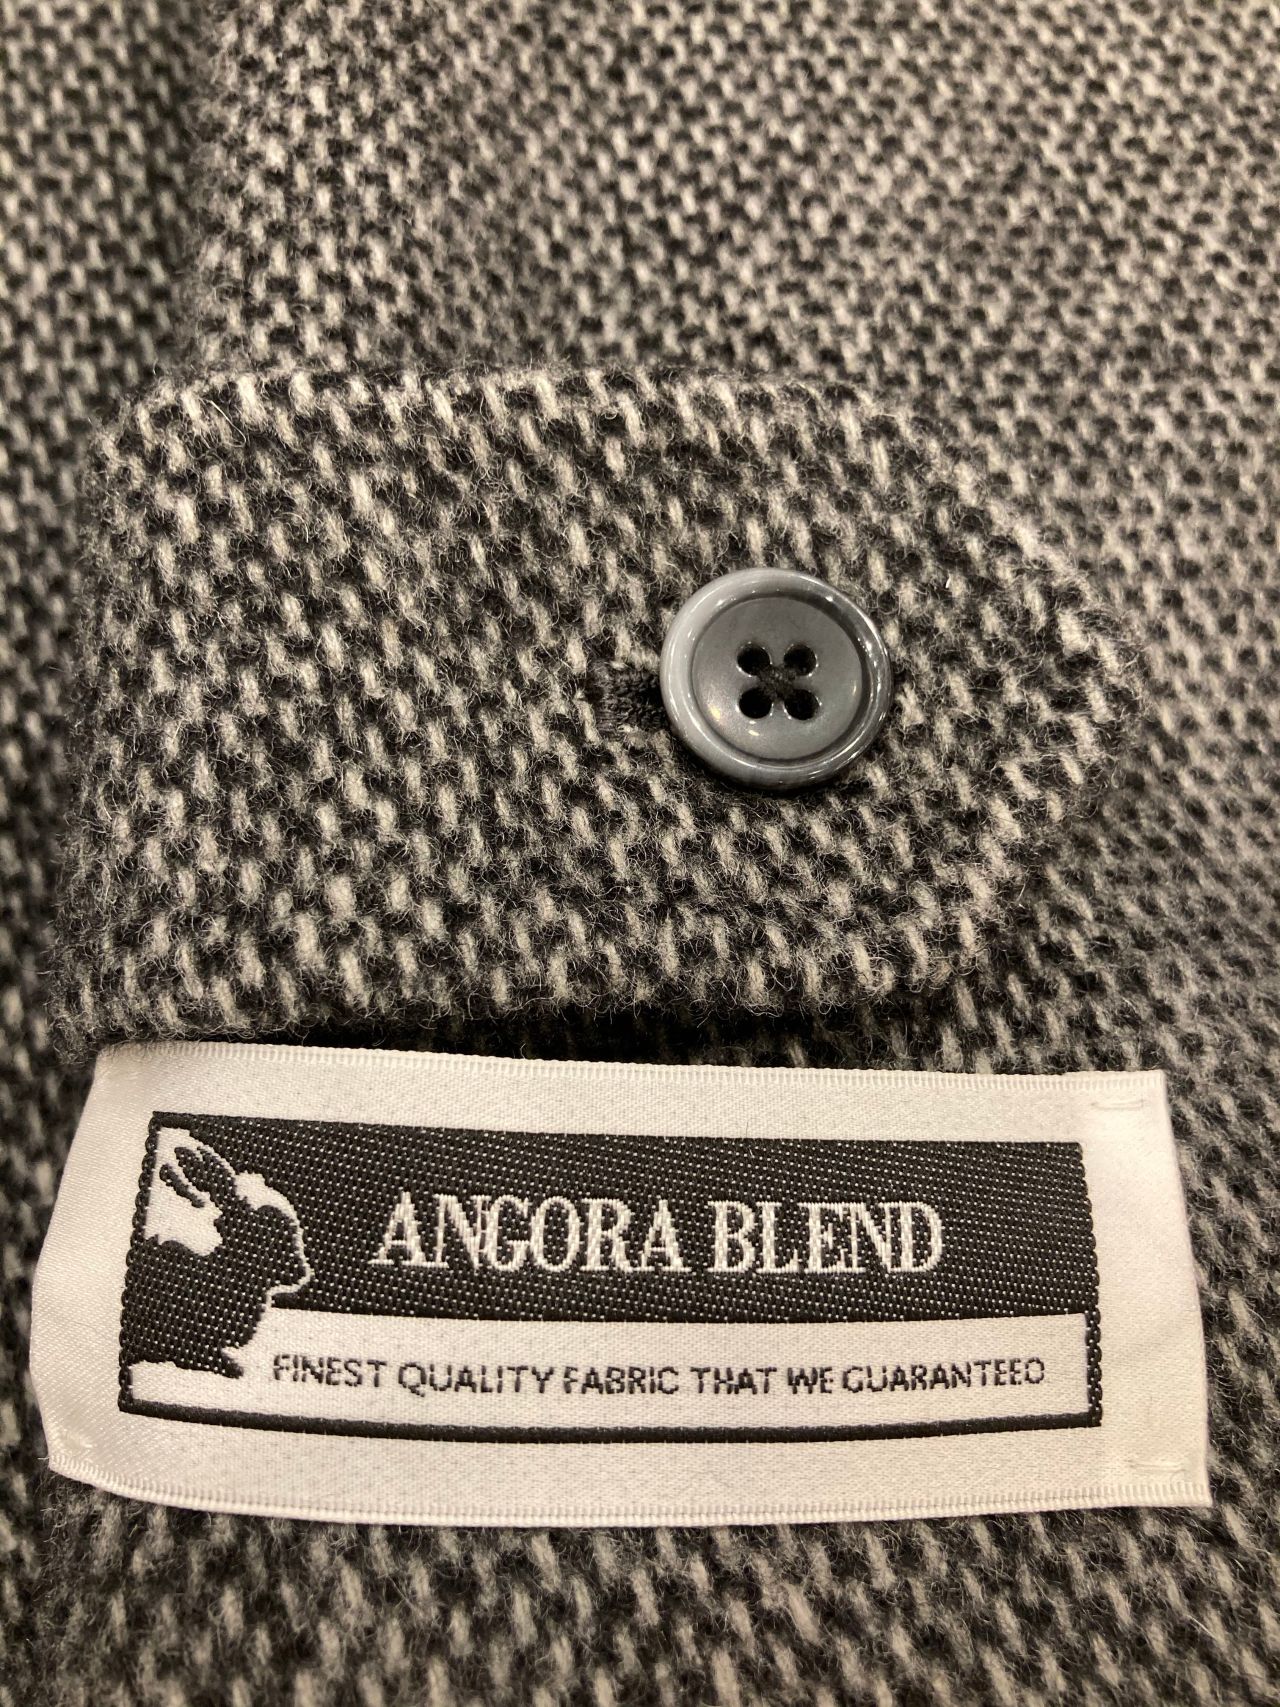 ANGORA BLEND
FINEST QUALITY FABRIC THAT WE GUARANTEED